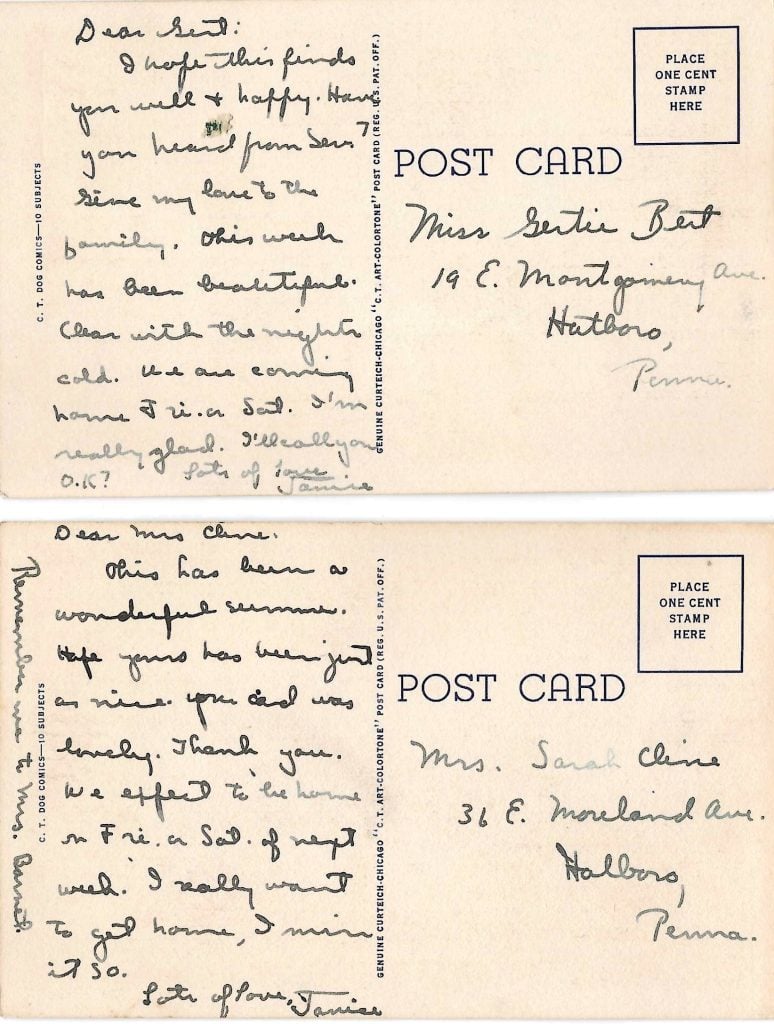 Dear Gert:
I hope this finds
you well & happy. Have
you heard from Serv?
Give my love to the
family. This week
has been beautiful.
Clear with the nights
cold. We are coming
home Fri. or Sat. I'm
really glad. I'll call you
O.K? Lots of love
Janice
C. T. DOG COMICS—10 SUBJECTS
GENUINE CURTEICH-CHICAGO "C. T. ART-COLORTONE" POST CARD (REG. U. S. PAT. OFF.)
PLACE
ONE CENT
STAMP
HERE
POST CARD
Miss Gertie Bert
19 E. Montgomery Ave.
Hatboro,
Penna.
Dear Mrs Cline.
This has been a
wonderful summer.
Hope yours has been just
as nice. your card was
lovely. Thank you.
We expect to be home
on Fri. or Sat. of next
week. I really want
to get home, I miss
it so.
Lots of love, Janice
Remember me to Mrs. Barnet.
C. T. DOG COMICS—10 SUBJECTS
GENUINE CURTEICH-CHICAGO "C. T. ART-COLORTONE" POST CARD (REG. U. S. PAT. OFF.)
PLACE
ONE CENT
STAMP
HERE
POST CARD
Mrs. Sarah Cline
36 E. Moreland Ave.
Hatboro,
Penna.